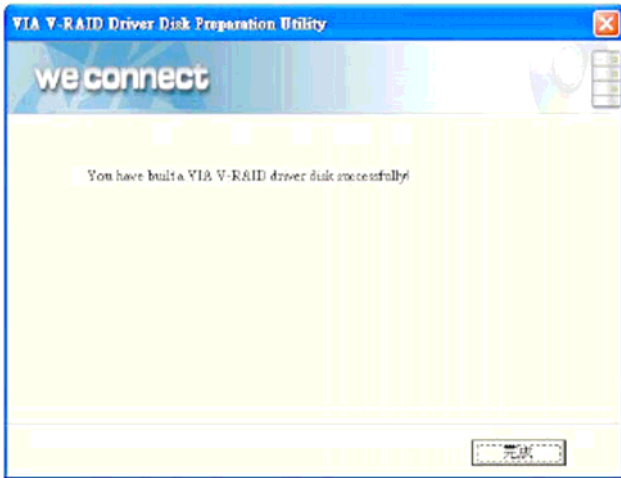 VIA V-RAID Driver Disk Preparation Utility
we connect
You have built a VIA V-RAID driver disk successfully!
完成